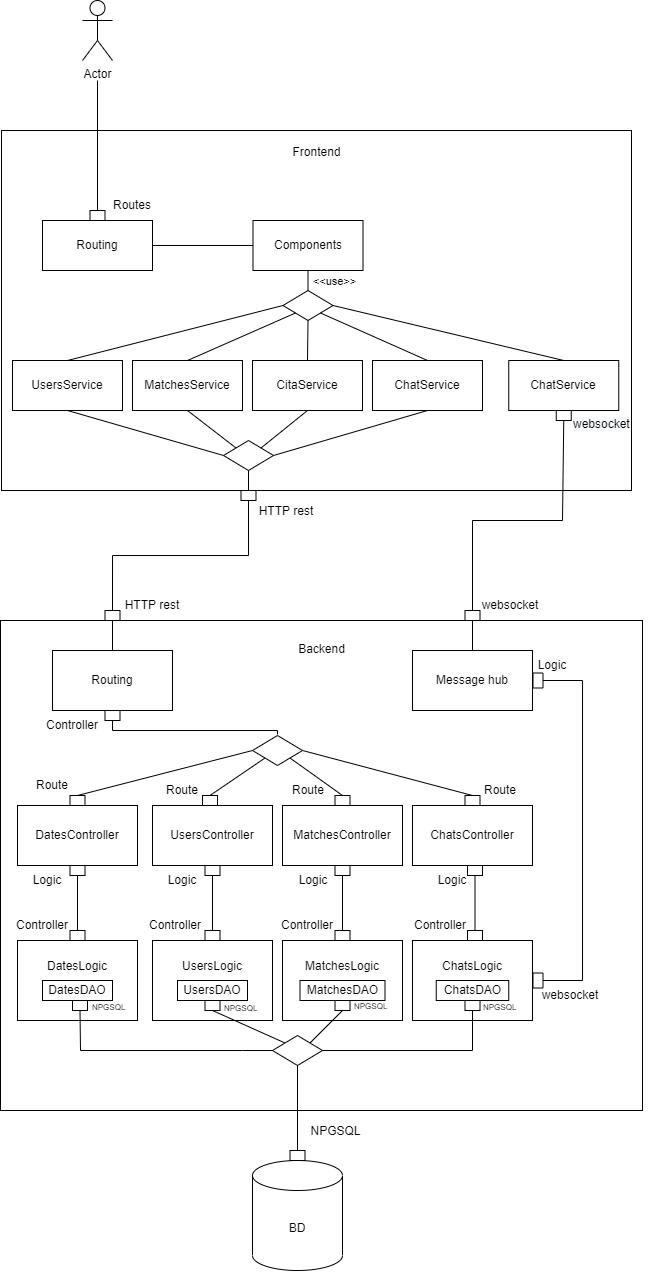 Actor
Frontend
Routes
Routing
Components
<<use>>
UsersService
MatchesService
CitaService
ChatService
ChatService
websocket
HTTP rest
HTTP rest
websocket
Backend
Routing
Message hub
Logic
Controller
Route
Route
Route
Route
DatesController
UsersController
MatchesController
ChatsController
Logic
Logic
Logic
Logic
Controller
Controller
Controller
Controller
DatesLogic
UsersLogic
MatchesLogic
ChatsLogic
DatesDAO
UsersDAO
MatchesDAO
ChatsDAO
websocket
NPGSQL
NPGSQL
NPGSQL
NPGSQL
NPGSQL
BD